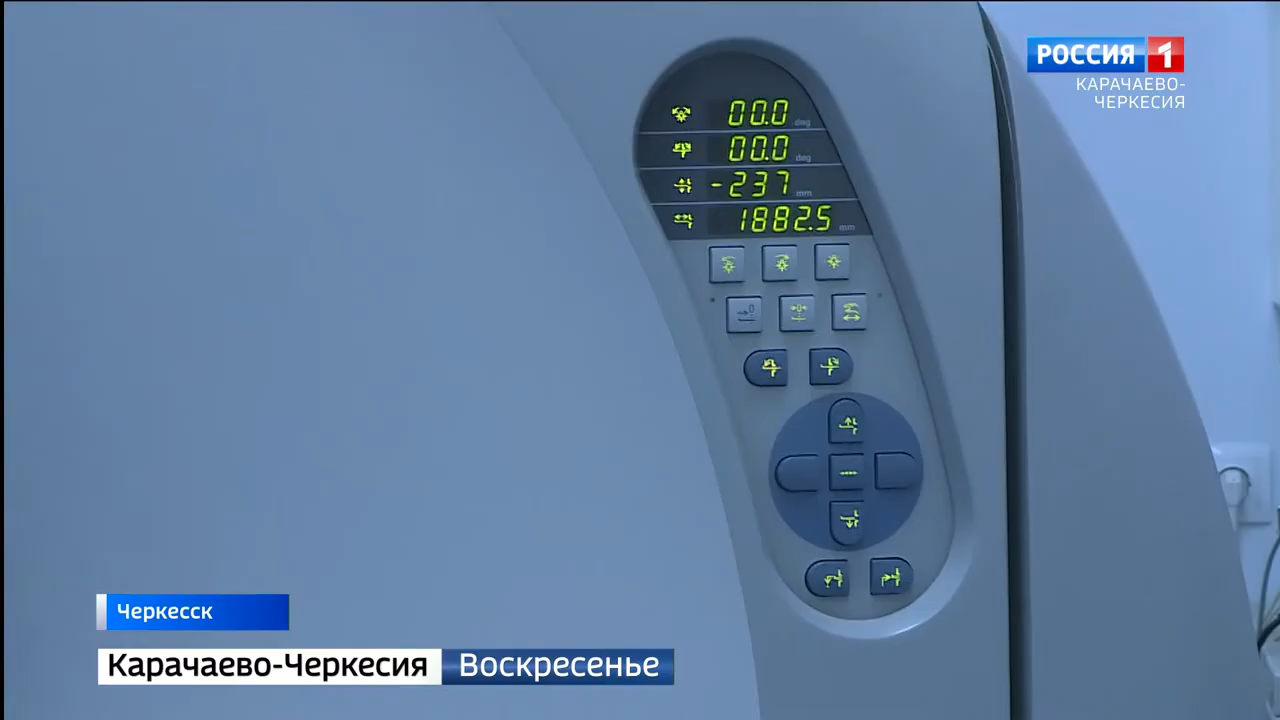 РОССИЯ 1
КАРАЧАЕВО-
ЧЕРКЕСИЯ
00.0 deg
00.0 deg
-237 mm
1882.5 mm
Черкесск
Карачаево-Черкесия Воскресенье